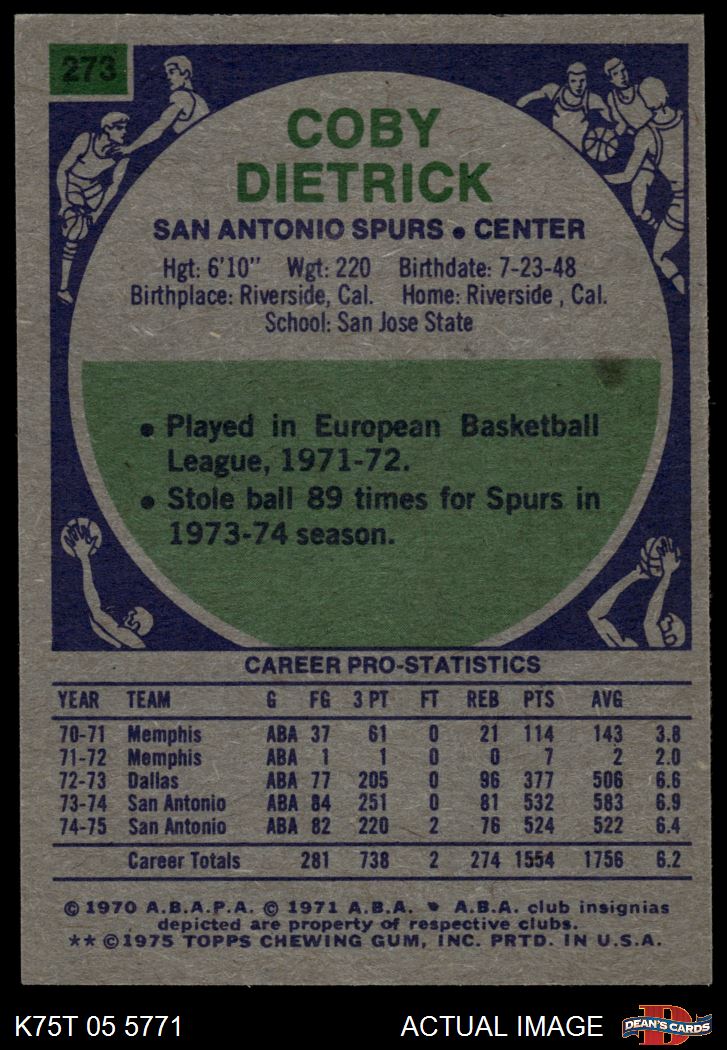 273
COBY
DIETRICK
SAN ANTONIO SPURS • CENTER
Hgt: 6'10" Wgt: 220 Birthdate: 7-23-48
Birthplace: Riverside, Cal. Home: Riverside , Cal.
School: San Jose State
• Played in European Basketball
League, 1971-72.
• Stole ball 89 times for Spurs in
1973-74 season.
CAREER PRO-STATISTICS
YEAR TEAM G FG 3 PT FT REB PTS AVG
70-71 Memphis ABA 37 61 0 21 114 143 3.8
71-72 Memphis ABA 1 1 0 0 7 2 2.0
72-73 Dallas ABA 77 205 0 96 377 506 6.6
73-74 San Antonio ABA 84 251 0 81 532 583 6.9
74-75 San Antonio ABA 82 220 2 76 524 522 6.4
Career Totals 281 738 2 274 1554 1756 6.2
© 1970 A.B.A.P.A. © 1971 A.B.A. • A.B.A. club insignias
depicted are property of respective clubs.
** ©1975 TOPPS CHEWING GUM, INC. PRTD. IN U.S.A.
K75T 05 5771 ACTUAL IMAGE D DEAN'S CARDS